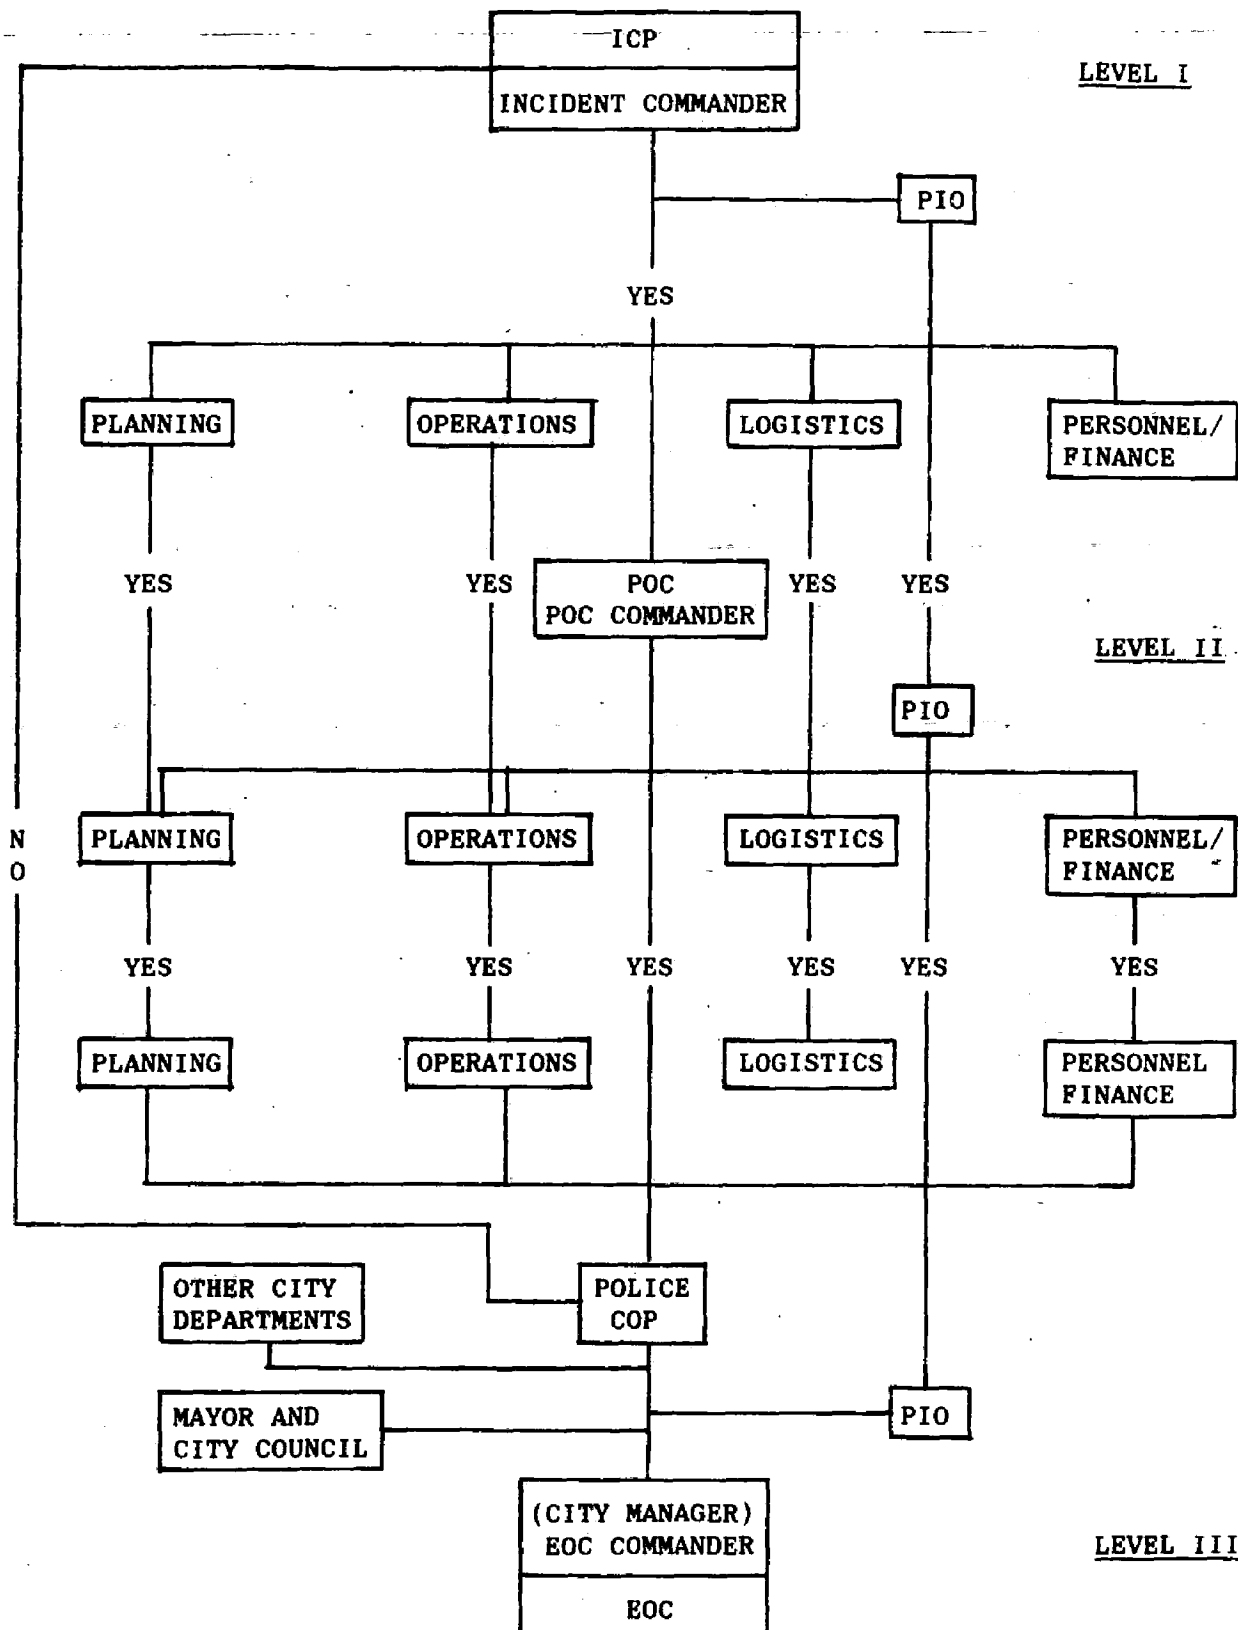 ICP
LEVEL I
INCIDENT COMMANDER
PIO
YES
PLANNING
OPERATIONS
LOGISTICS
PERSONNEL/
FINANCE
YES
YES
POC
POC COMMANDER
YES
YES
LEVEL II
PIO
NO
PLANNING
OPERATIONS
LOGISTICS
PERSONNEL/
FINANCE
YES
YES
YES
YES
YES
YES
PLANNING
OPERATIONS
LOGISTICS
PERSONNEL
FINANCE
OTHER CITY
DEPARTMENTS
POLICE
COP
MAYOR AND
CITY COUNCIL
PIO
(CITY MANAGER)
EOC COMMANDER
LEVEL III
EOC